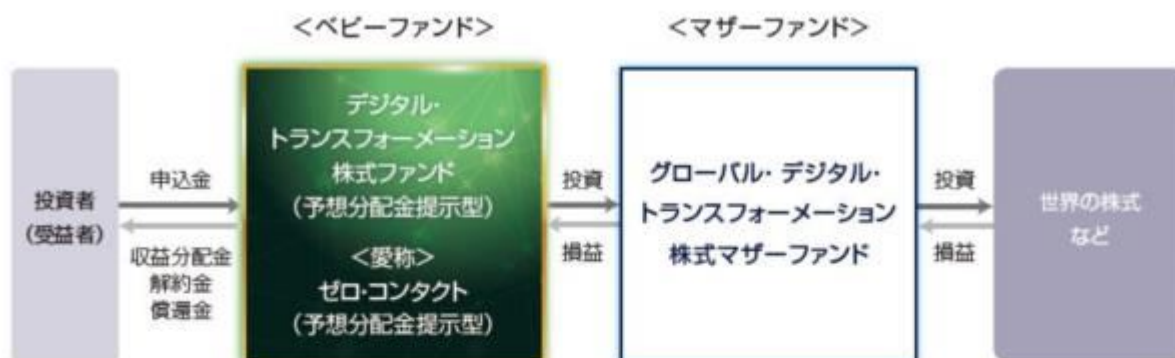 ＜ベビーファンド＞
＜マザーファンド＞
投資者
（受益者）
申込金
収益分配金
解約金
償還金
デジタル・
トランスフォーメーション
株式ファンド
（予想分配金提示型）
＜愛称＞
ゼロ・コンタクト
（予想分配金提示型）
投資
損益
グローバル・ デジタル・
トランスフォーメーション
株式マザーファンド
投資
損益
世界の株式
など